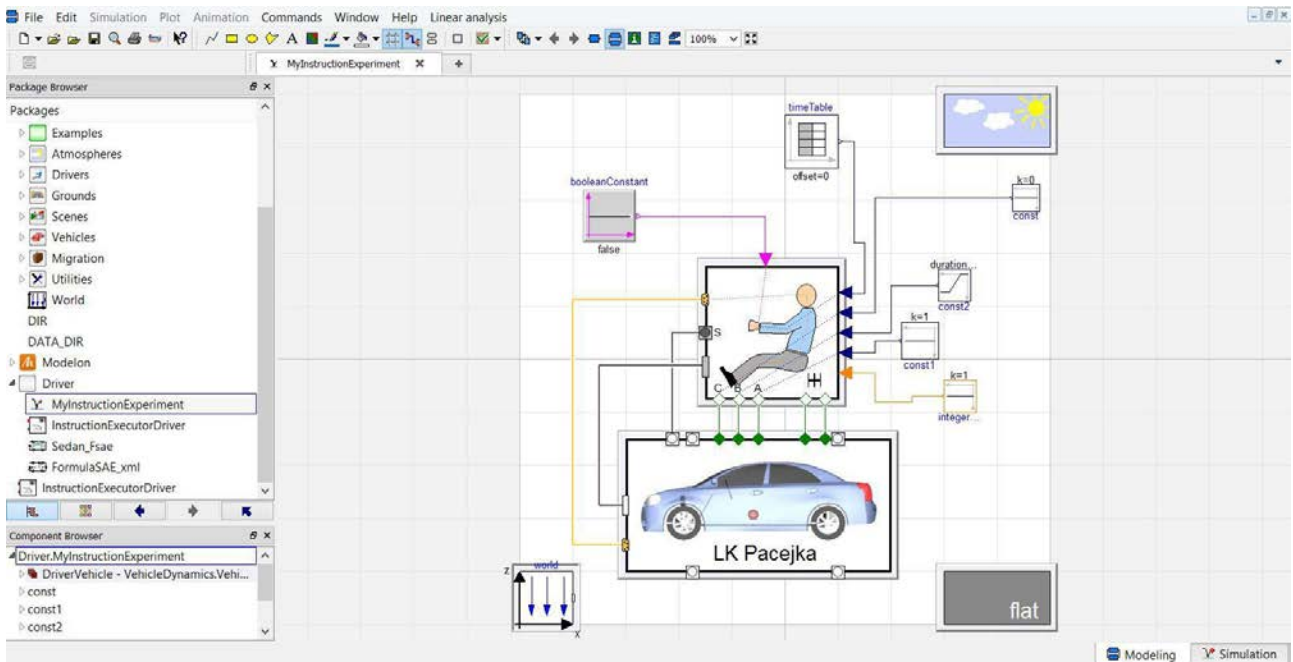 File Edit Simulation Plot Animation Commands Window Help Linear analysis
A 100%
MyInstructionExperiment
Package Browser
Packages
Examples
Atmospheres
Drivers
Grounds
Scenes
Vehicles
Migration
Utilities
World
DIR
DATA_DIR
Modelon
Driver
MyInstructionExperiment
InstructionExecutorDriver
Sedan_Fsae
FormulaSAE_xml
InstructionExecutorDriver
Component Browser
Driver.MyInstructionExperiment
DriverVehicle - VehicleDynamics.Vehi...
const
const1
const2
timeTable
offset=0
booleanConstant
false
k=0
const
duration...
const2
k=1
const1
k=1
integer...
S
C B A
LK Pacejka
world
z
x
flat
Modeling Simulation